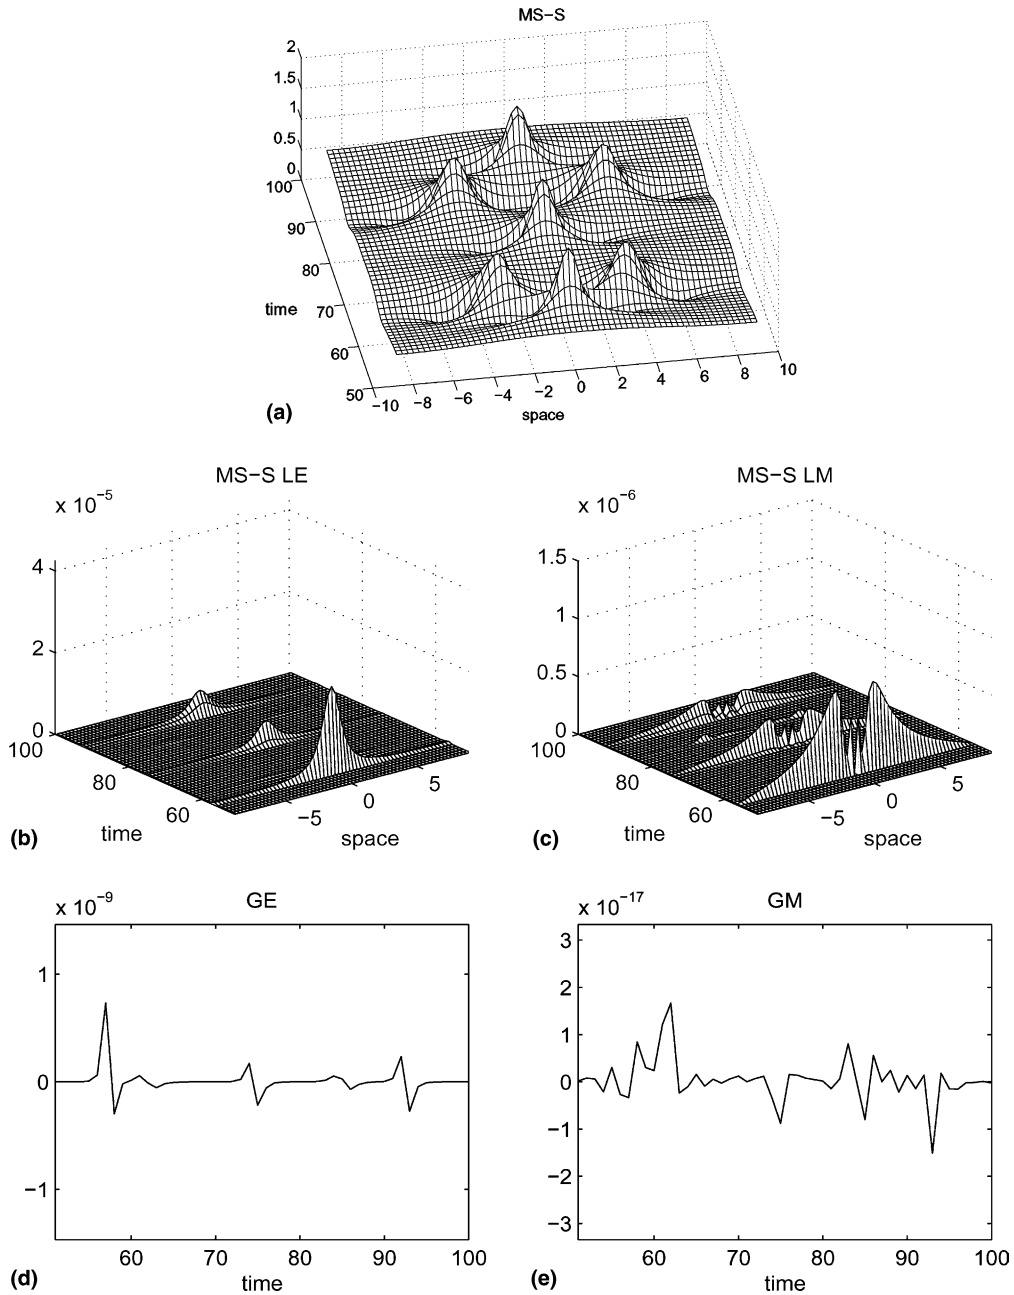 MS−S
2
1.5
1
0.5
0
100
90
80
time 70
60
50
−10 −8 −6 −4 −2 0 2 4 6 8 10
space
(a)
MS−S LE
x 10−5
4
2
0
100
80
60
time
−5 0 5
space
(b)
MS−S LM
x 10−6
1.5
1
0.5
0
100
80
60
time
−5 0 5
space
(c)
GE
x 10−9
1
0
−1
60 70 80 90 100
time
(d)
GM
x 10−17
3
2
1
0
−1
−2
−3
60 70 80 90 100
time
(e)